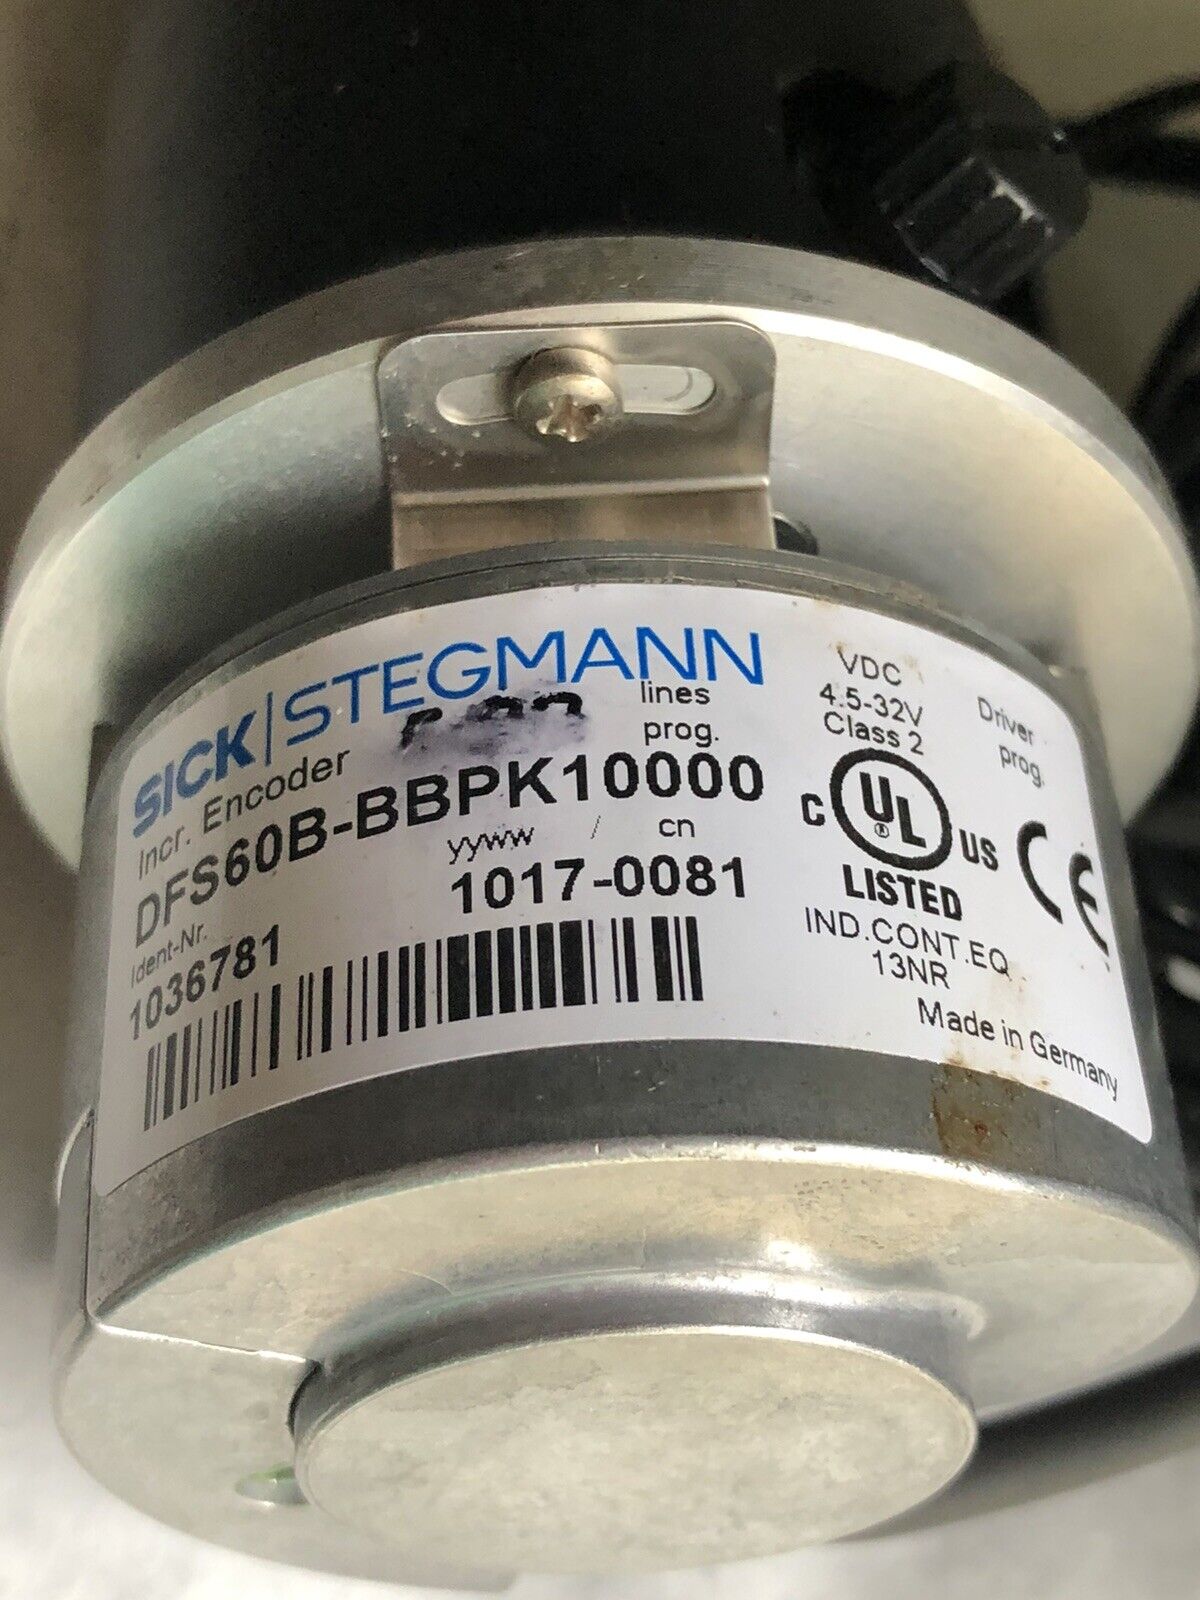 SICK|STEGMANN
Incr. Encoder
lines
prog.
DFS60B-BBPK10000
yyww / cn
1017-0081
Ident-Nr.
1036781
VDC
4.5-32V
Class 2
Driver
prog.
C UL ® US
LISTED
IND.CONT.EQ.
13NR
CE
Made in Germany